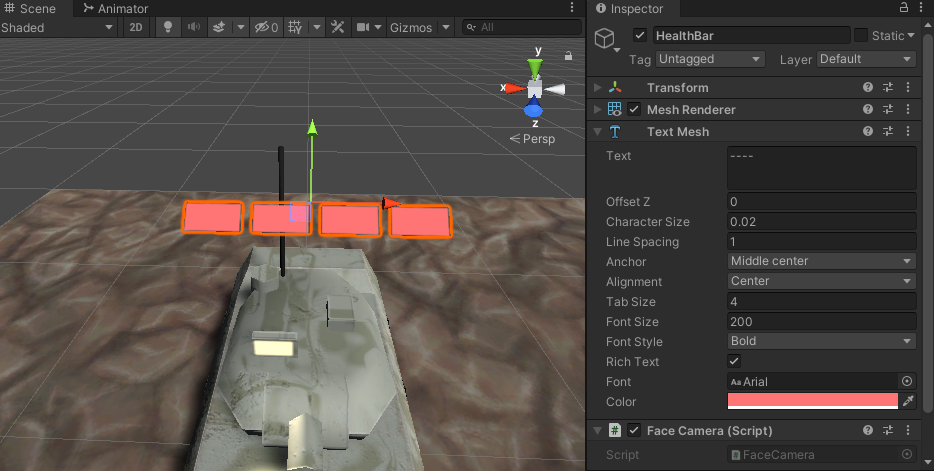 Scene
Animator
Shaded
2D
0
Gizmos
All
y
x
z
Persp
Inspector
HealthBar
Static
Tag
Untagged
Layer
Default
Transform
Mesh Renderer
Text Mesh
Text
----
Offset Z
0
Character Size
0.02
Line Spacing
1
Anchor
Middle center
Alignment
Center
Tab Size
4
Font Size
200
Font Style
Bold
Rich Text
Font
Aa Arial
Color
Face Camera (Script)
Script
FaceCamera